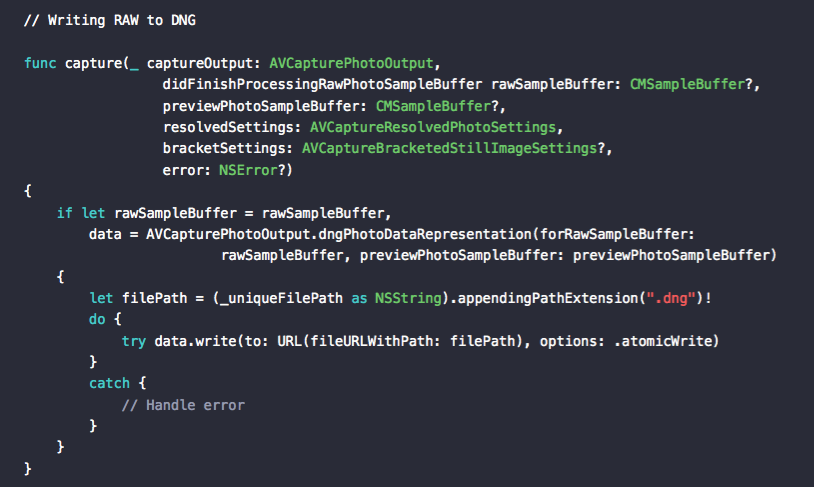 // Writing RAW to DNG
func capture(_ captureOutput: AVCapturePhotoOutput,
didFinishProcessingRawPhotoSampleBuffer rawSampleBuffer: CMSampleBuffer?,
previewPhotoSampleBuffer: CMSampleBuffer?,
resolvedSettings: AVCaptureResolvedPhotoSettings,
bracketSettings: AVCaptureBracketedStillImageSettings?,
error: NSError?)
{
if let rawSampleBuffer = rawSampleBuffer,
data = AVCapturePhotoOutput.dngPhotoDataRepresentation(forRawSampleBuffer:
rawSampleBuffer, previewPhotoSampleBuffer: previewPhotoSampleBuffer)
{
let filePath = (_uniqueFilePath as NSString).appendingPathExtension(".dng")!
do {
try data.write(to: URL(fileURLWithPath: filePath), options: .atomicWrite)
}
catch {
// Handle error
}
}
}